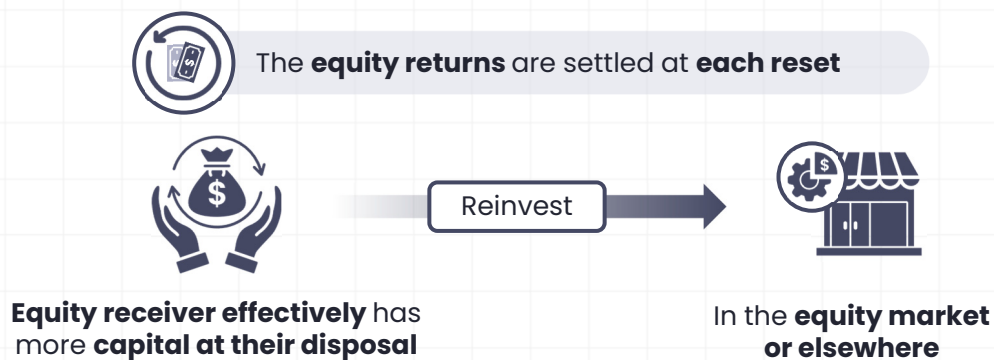 The equity returns are settled at each reset
$
$
Reinvest
Equity receiver effectively has
more capital at their disposal
In the equity market
or elsewhere